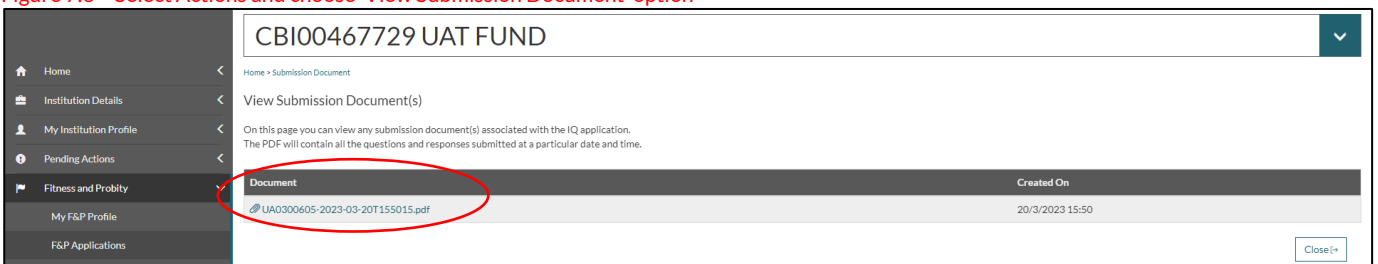 Figure 7.8 – Select Actions and choose ‘View Submission Document’ option
CBI00467729 UAT FUND
Home
Institution Details
My Institution Profile
Pending Actions
Fitness and Probity
My F&P Profile
F&P Applications
Home > Submission Document
View Submission Document(s)
On this page you can view any submission document(s) associated with the IQ application.
The PDF will contain all the questions and responses submitted at a particular date and time.
Document Created On
UA0300605-2023-03-20T155015.pdf 20/3/2023 15:50
Close